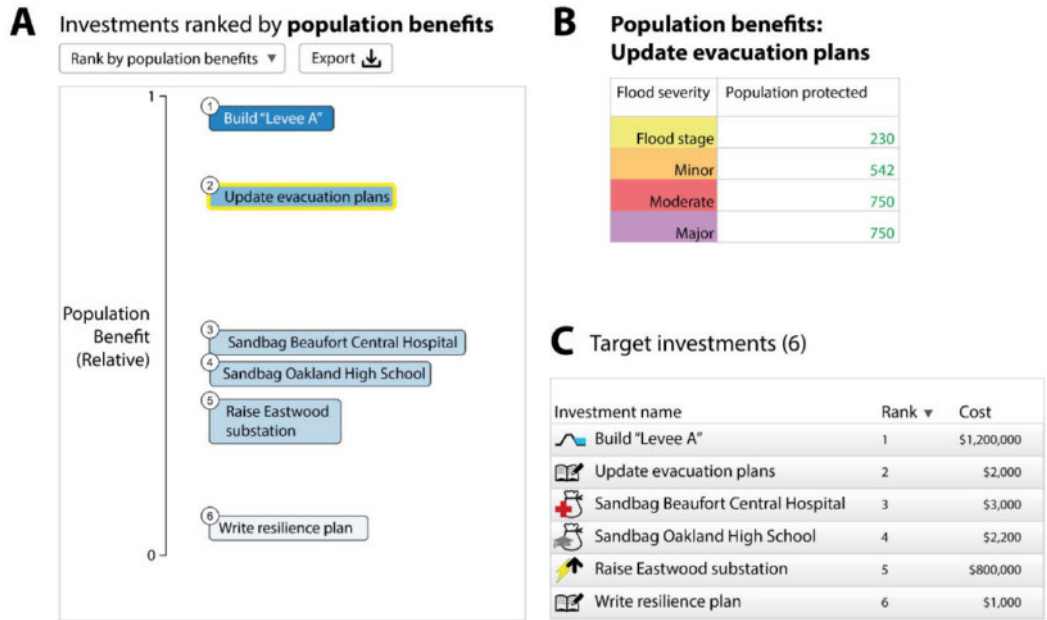 A Investments ranked by population benefits
Rank by population benefits ▼ Export
1
1
Build "Levee A"
2
Update evacuation plans
Population
Benefit
(Relative)
3
Sandbag Beaufort Central Hospital
4
Sandbag Oakland High School
5
Raise Eastwood
substation
6
Write resilience plan
0
B Population benefits:
Update evacuation plans
Flood severity Population protected
Flood stage 230
Minor 542
Moderate 750
Major 750
C Target investments (6)
Investment name Rank ▼ Cost
Build "Levee A" 1 $1,200,000
Update evacuation plans 2 $2,000
Sandbag Beaufort Central Hospital 3 $3,000
Sandbag Oakland High School 4 $2,200
Raise Eastwood substation 5 $800,000
Write resilience plan 6 $1,000